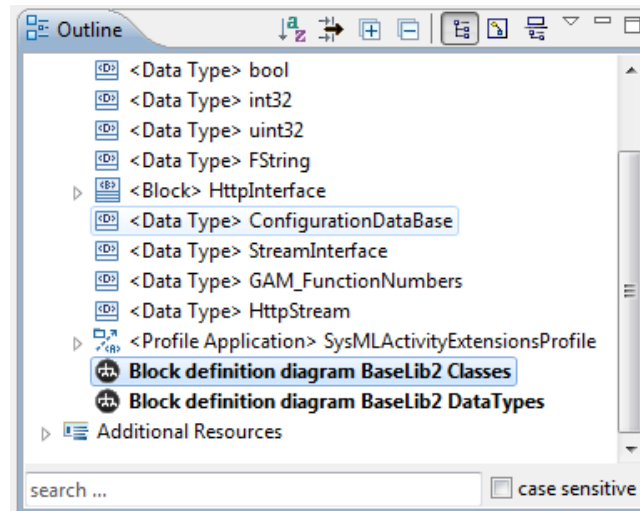 Outline
<Data Type> bool
<Data Type> int32
<Data Type> uint32
<Data Type> FString
<Block> HttpInterface
<Data Type> ConfigurationDataBase
<Data Type> StreamInterface
<Data Type> GAM_FunctionNumbers
<Data Type> HttpStream
<Profile Application> SysMLActivityExtensionsProfile
Block definition diagram BaseLib2 Classes
Block definition diagram BaseLib2 DataTypes
Additional Resources
search ... case sensitive